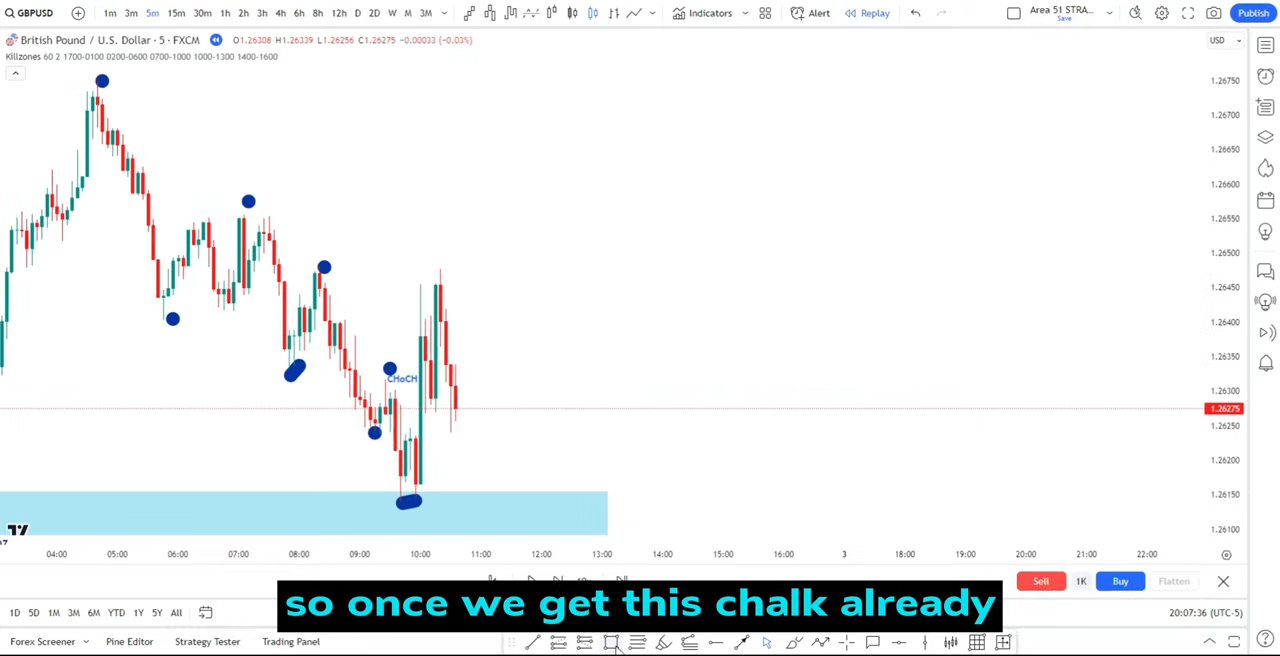 GBPUSD 1m 3m 5m 15m 30m 1h 2h 3h 4h 6h 8h 12h D 2D 2W W M 3M Indicators Alert Replay Area 51 STRA... Save Publish
British Pound / U.S. Dollar · 5 · FXCM O1.26308 H1.26339 L1.26256 C1.26275 -0.00033 (-0.03%) USD
Killzones 60 2 1700-0100 0200-0600 0700-1000 1000-1300 1400-1600
1.26750
1.26700
1.26650
1.26600
1.26550
1.26500
1.26450
1.26400
1.26350
CHoCH
1.26300
1.26275
1.26250
1.26200
1.26150
1.26100
04:00 05:00 06:00 07:00 08:00 09:00 10:00 11:00 12:00 13:00 14:00 15:00 16:00 3 18:00 19:00 20:00 21:00 22:00
Sell 1K Buy Flatten
so once we get this chalk already
1D 5D 1M 3M 6M YTD 1Y 5Y All 20:07:36 (UTC-5)
Forex Screener Pine Editor Strategy Tester Trading Panel